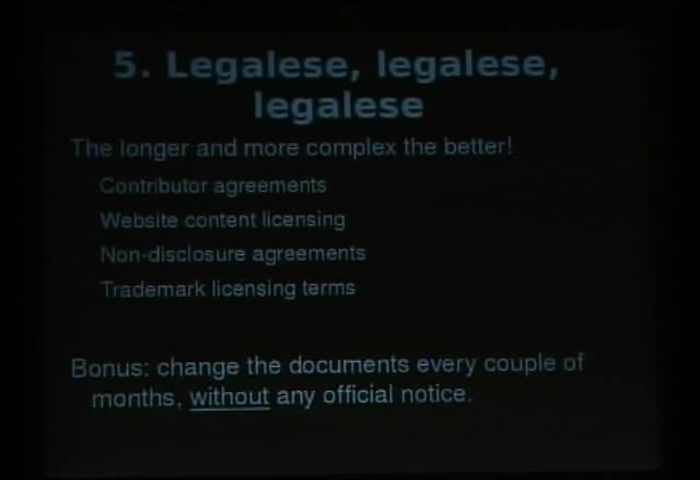 5. Legalese, legalese,
legalese
The longer and more complex the better!
Contributor agreements
Website content licensing
Non-disclosure agreements
Trademark licensing terms
Bonus: change the documents every couple of
months, without any official notice.